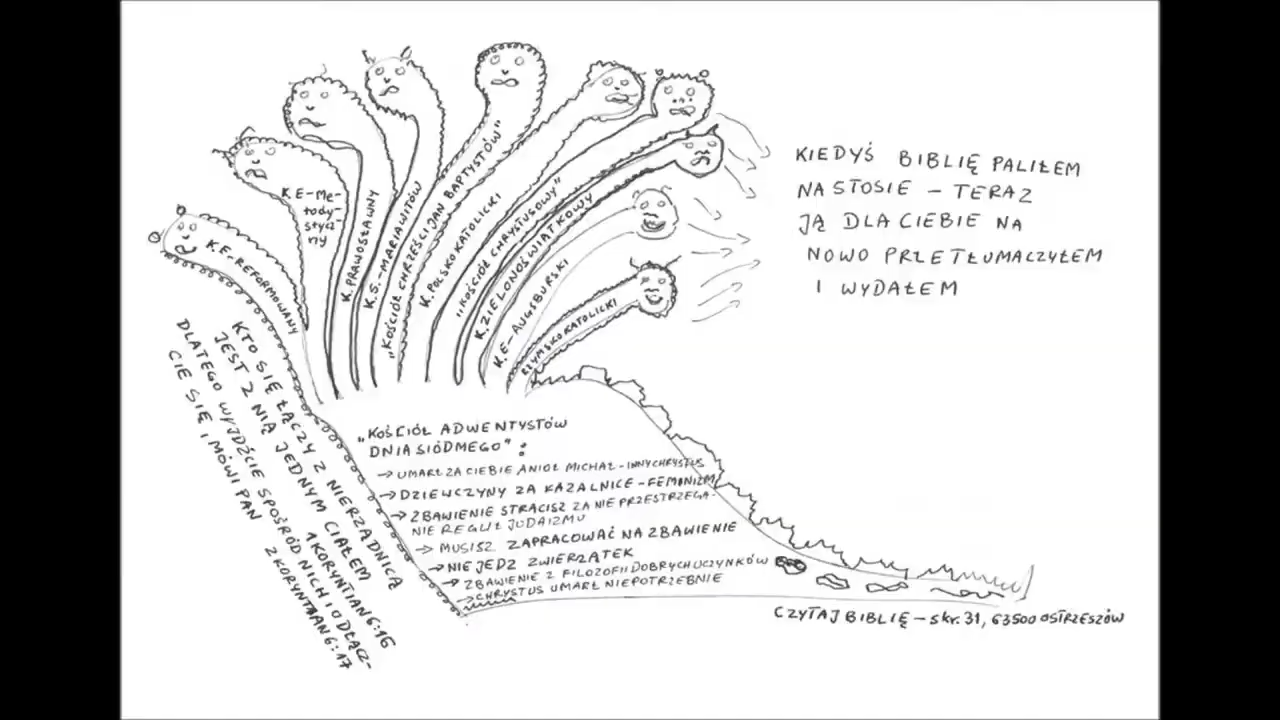 KIEDYŚ BIBLIĘ PALIŁEM
NA STOSIE – TERAZ
JĄ DLA CIEBIE NA
NOWO PRZETŁUMACZYŁEM
I WYDAŁEM
K.E-REFORMOWANY
K.E-Me-
tody-
stycz-
ny
K. PRAWOSŁAWNY
K.S.-MARIAWITÓW
„KOŚCIÓŁ CHRZEŚCIJAN BAPTYSTÓW"
K. POLSKOKATOLICKI
"KOŚCIÓŁ CHRYSTUSOWY"
K. ZIELONOŚWIĄTKOWY
K.E-AUGSBURSKI
RZYMSKOKATOLICKI
KTO SIĘ ŁĄCZY Z NIERZĄDNICĄ
JEST Z NIĄ JEDNYM CIAŁEM
1 KORYNTIAN 6:16
DLATEGO WYJDŹCIE SPOŚRÓD NICH I ODŁĄCZ-
CIE SIĘ I MÓWI PAN
2 KORYNTIAN 6:17
„KOŚCIÓŁ ADWENTYSTÓW
DNIA SIÓDMEGO" :
→ UMARŁ ZA CIEBIE ANIOŁ MICHAŁ - INNY CHRYSTUS
→ DZIEWCZYNY ZA KAZALNICE - FEMINIZM
→ ZBAWIENIE STRACISZ ZA NIE PRZESTRZEGA-
NIE REGUŁ JUDAIZMU
→ MUSISZ ZAPRACOWAĆ NA ZBAWIENIE
→ NIE JEDZ ZWIERZĄTEK
→ ZBAWIENIE Z FILOZOFII DOBRYCH UCZYNKÓW
→ CHRYSTUS UMARŁ NIEPOTRZEBNIE
CZYTAJ BIBLIĘ – skr. 31, 63500 OSTRZESZÓW